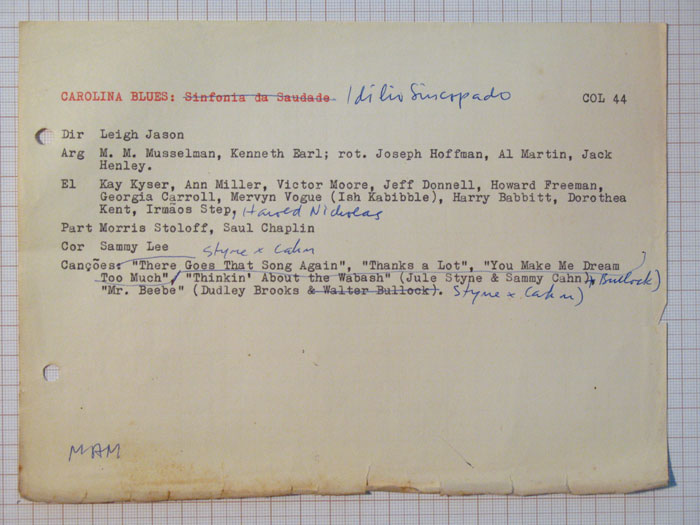 CAROLINA BLUES: Sinfonia da Saudade Idílio Sincopado COL 44
Dir Leigh Jason
Arg M. M. Musselman, Kenneth Earl; rot. Joseph Hoffman, Al Martin, Jack
Henley.
El Kay Kyser, Ann Miller, Victor Moore, Jeff Donnell, Howard Freeman,
Georgia Carroll, Mervyn Vogue (Ish Kabibble), Harry Babbitt, Dorothea
Kent, Irmãos Step, Harold Nicholas
Part Morris Stoloff, Saul Chaplin
Cor Sammy Lee
Styne x Cahn
Canções: "There Goes That Song Again", "Thanks a Lot", "You Make Me Dream
Too Much", "Thinkin' About the Wabash" (Jule Styne & Sammy Cahn) x Bullock)
"Mr. Beebe" (Dudley Brooks & Walter Bullock). Styne x Cahn)
MAM